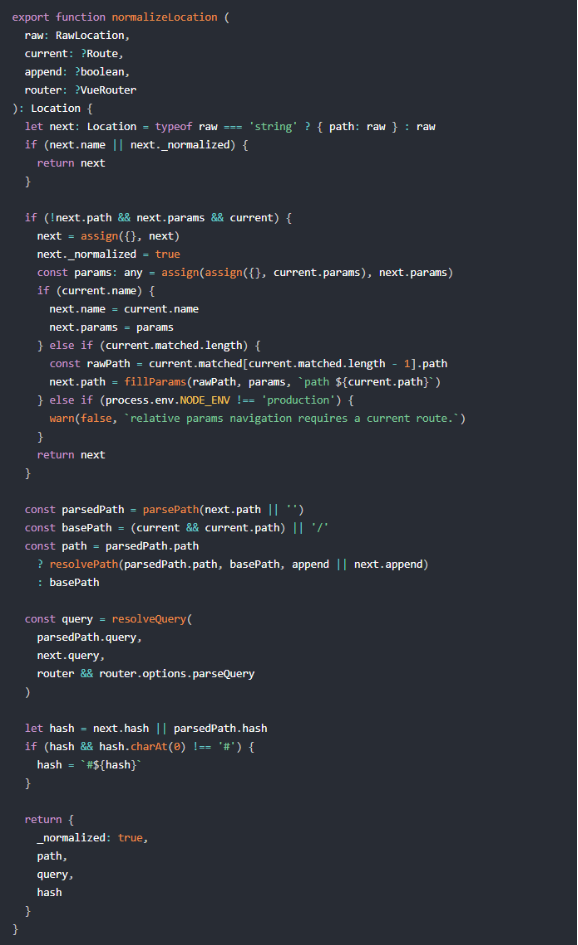 export function normalizeLocation (
  raw: RawLocation,
  current: ?Route,
  append: ?boolean,
  router: ?VueRouter
): Location {
  let next: Location = typeof raw === 'string' ? { path: raw } : raw
  if (next.name || next._normalized) {
    return next
  }

  if (!next.path && next.params && current) {
    next = assign({}, next)
    next._normalized = true
    const params: any = assign(assign({}, current.params), next.params)
    if (current.name) {
      next.name = current.name
      next.params = params
    } else if (current.matched.length) {
      const rawPath = current.matched[current.matched.length - 1].path
      next.path = fillParams(rawPath, params, `path ${current.path}`)
    } else if (process.env.NODE_ENV !== 'production') {
      warn(false, `relative params navigation requires a current route.`)
    }
    return next
  }

  const parsedPath = parsePath(next.path || '')
  const basePath = (current && current.path) || '/'
  const path = parsedPath.path
    ? resolvePath(parsedPath.path, basePath, append || next.append)
    : basePath

  const query = resolveQuery(
    parsedPath.query,
    next.query,
    router && router.options.parseQuery
  )

  let hash = next.hash || parsedPath.hash
  if (hash && hash.charAt(0) !== '#') {
    hash = `#${hash}`
  }

  return {
    _normalized: true,
    path,
    query,
    hash
  }
}